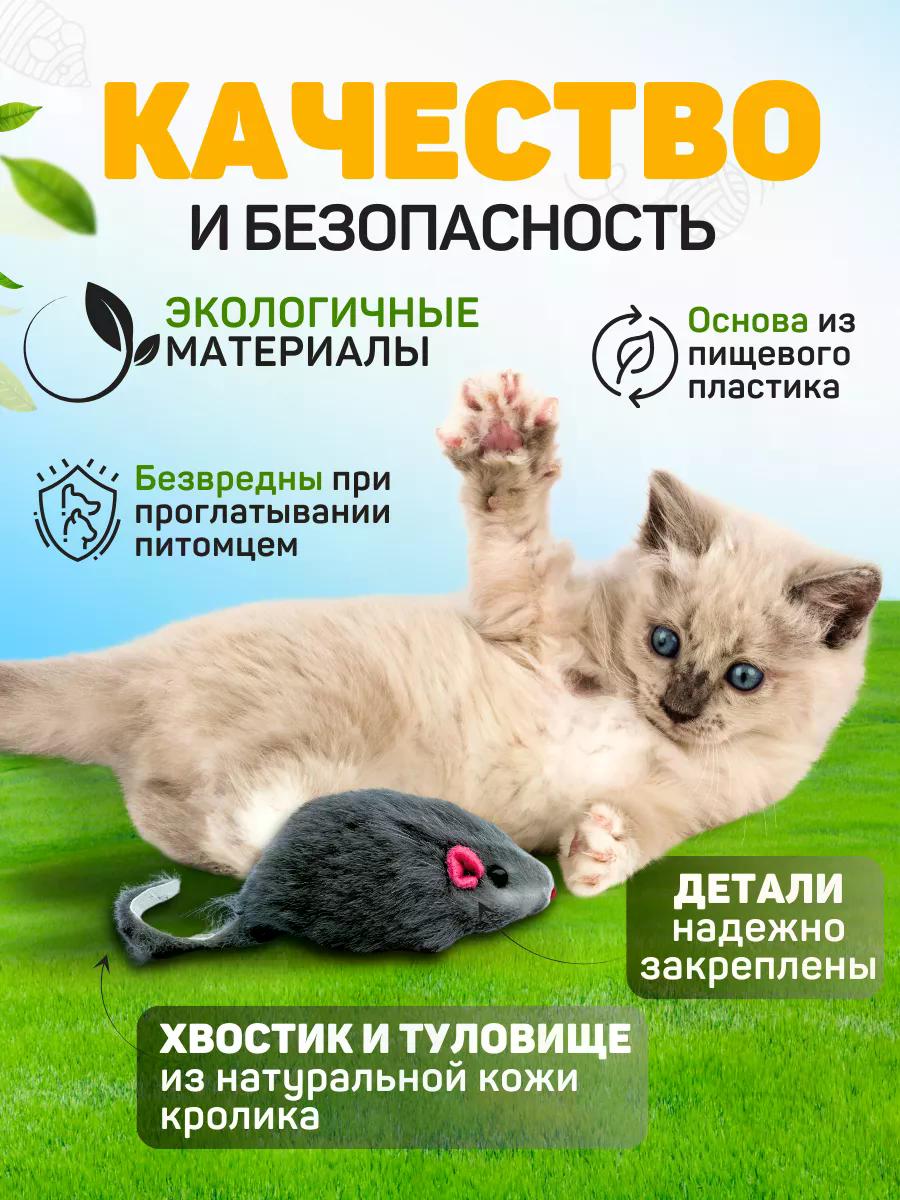 КАЧЕСТВО
И БЕЗОПАСНОСТЬ
ЭКОЛОГИЧНЫЕ
МАТЕРИАЛЫ
Основа из
пищевого
пластика
Безвредны при
проглатывании
питомцем
ДЕТАЛИ
надежно
закреплены
ХВОСТИК И ТУЛОВИЩЕ
из натуральной кожи
кролика